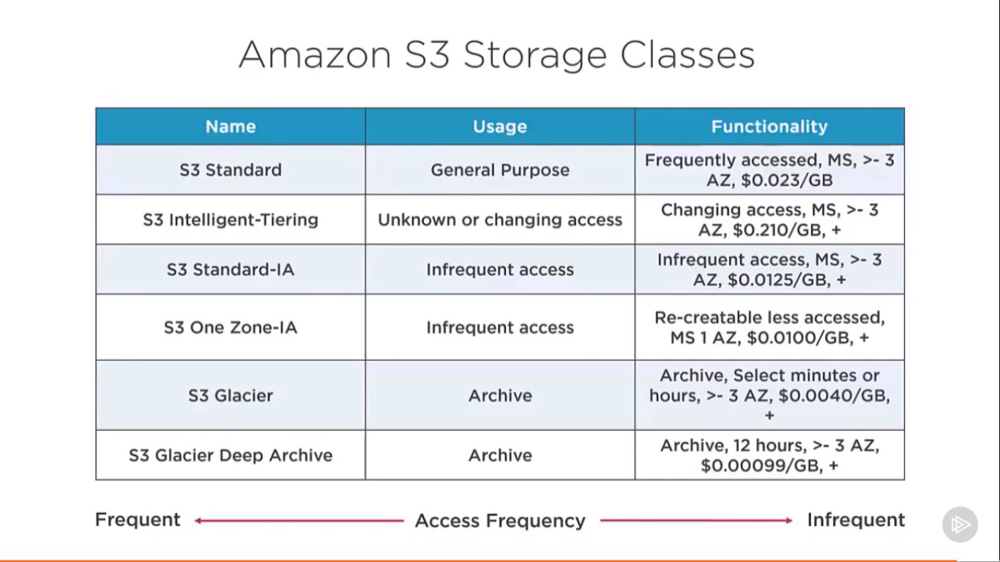 Amazon S3 Storage Classes
Name
Usage
Functionality
S3 Standard
General Purpose
Frequently accessed, MS, >- 3
AZ, $0.023/GB
S3 Intelligent-Tiering
Unknown or changing access
Changing access, MS, >- 3
AZ, $0.210/GB, +
S3 Standard-IA
Infrequent access
Infrequent access, MS, >- 3
AZ, $0.0125/GB, +
S3 One Zone-IA
Infrequent access
Re-creatable less accessed,
MS 1 AZ, $0.0100/GB, +
S3 Glacier
Archive
Archive, Select minutes or
hours, >- 3 AZ, $0.0040/GB,
+
S3 Glacier Deep Archive
Archive
Archive, 12 hours, >- 3 AZ,
$0.00099/GB, +
Frequent
Access Frequency
Infrequent